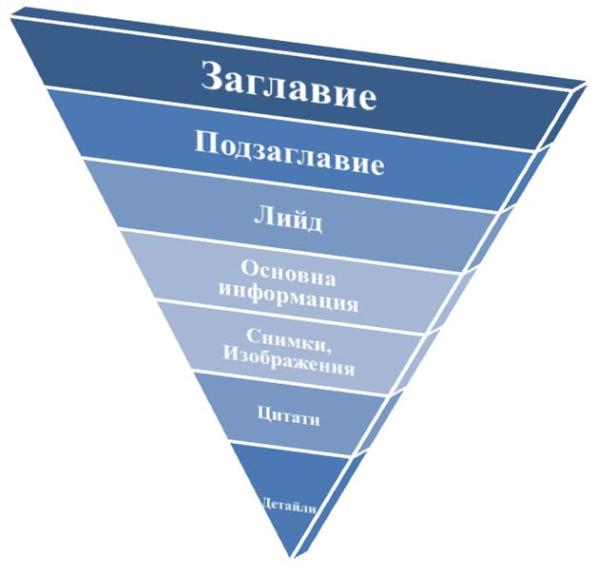 Заглавие
Подзаглавие
Лийд
Основна
информация
Снимки,
Изображения
Цитати
Детайли